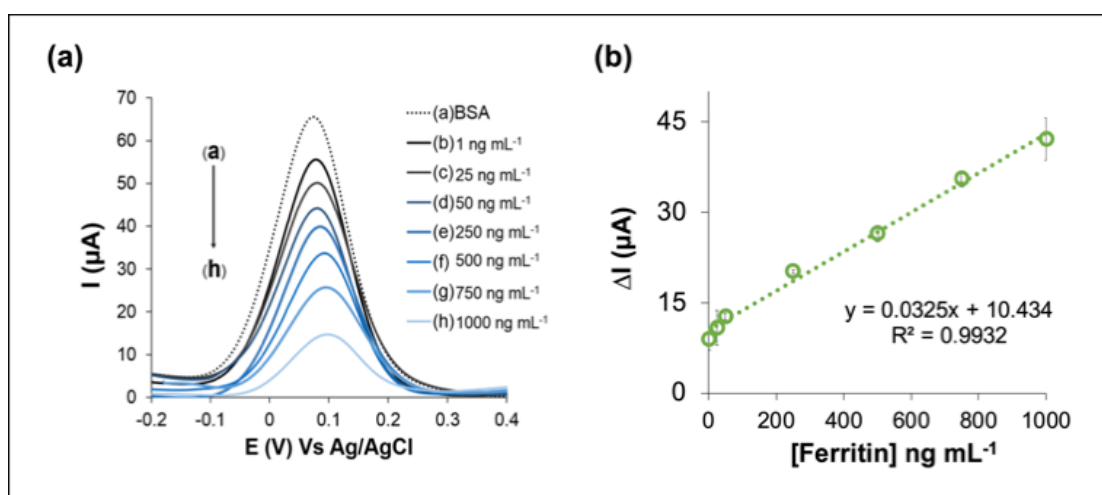 (a)
70
60
50
40
30
20
10
0
I (µA)
-0.2
-0.1
0
0.1
0.2
0.3
0.4
E (V) Vs Ag/AgCl
(a)
(h)
(a)BSA
(b) 1 ng mL⁻¹
(c) 25 ng mL⁻¹
(d) 50 ng mL⁻¹
(e) 250 ng mL⁻¹
(f) 500 ng mL⁻¹
(g) 750 ng mL⁻¹
(h) 1000 ng mL⁻¹
(b)
45
30
15
0
ΔI (µA)
0
200
400
600
800
1000
[Ferritin] ng mL⁻¹
y = 0.0325x + 10.434
R² = 0.9932